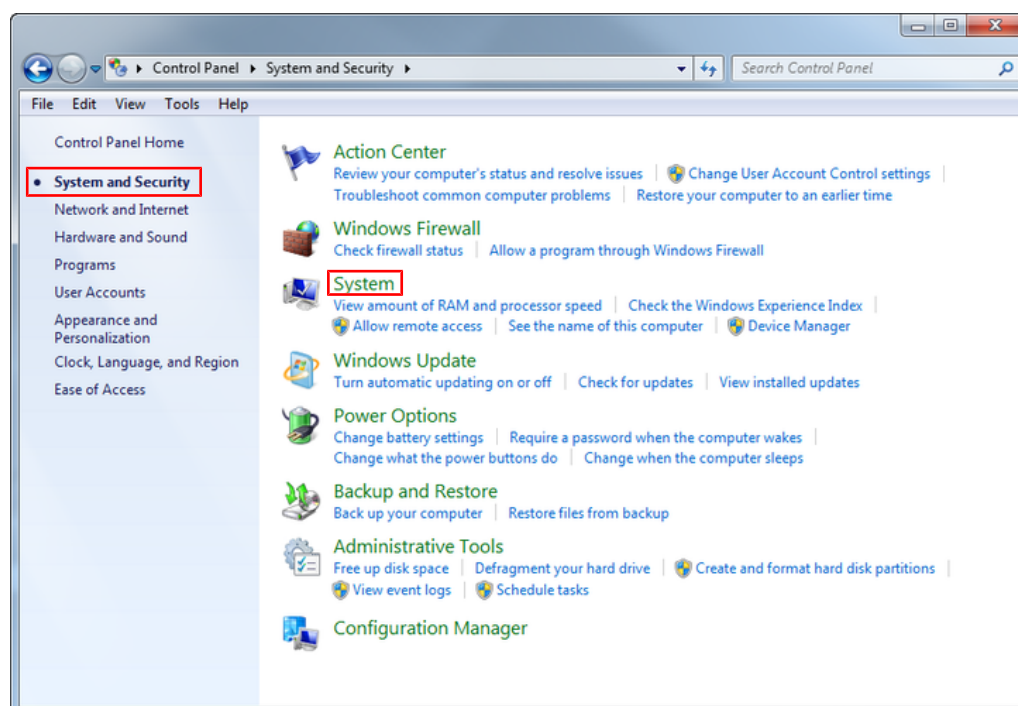 Control Panel System and Security
Search Control Panel
File Edit View Tools Help
Control Panel Home
System and Security
Network and Internet
Hardware and Sound
Programs
User Accounts
Appearance and
Personalization
Clock, Language, and Region
Ease of Access
Action Center
Review your computer's status and resolve issues Change User Account Control settings
Troubleshoot common computer problems Restore your computer to an earlier time
Windows Firewall
Check firewall status Allow a program through Windows Firewall
System
View amount of RAM and processor speed Check the Windows Experience Index
Allow remote access See the name of this computer Device Manager
Windows Update
Turn automatic updating on or off Check for updates View installed updates
Power Options
Change battery settings Require a password when the computer wakes
Change what the power buttons do Change when the computer sleeps
Backup and Restore
Back up your computer Restore files from backup
Administrative Tools
Free up disk space Defragment your hard drive Create and format hard disk partitions
View event logs Schedule tasks
Configuration Manager